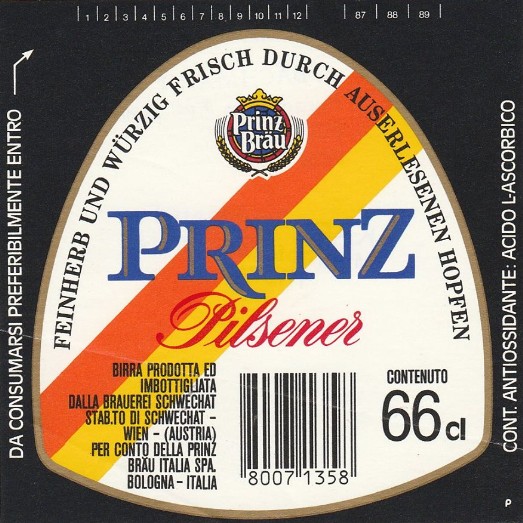 1 2 3 4 5 6 7 8 9 10 11 12 87 88 89
DA CONSUMARSI PREFERIBILMENTE ENTRO
FEINHERB UND WÜRZIG FRISCH DURCH AUSERLESENEN HOPFEN
Prinz
Bräu
PRINZ
Pilsener
BIRRA PRODOTTA ED
IMBOTTIGLIATA
DALLA BRAUEREI SCHWECHAT
STAB.TO DI SCHWECHAT -
WIEN - (AUSTRIA)
PER CONTO DELLA PRINZ
BRÄU ITALIA SPA.
BOLOGNA - ITALIA
80071358
CONTENUTO
66 cl
CONT. ANTIOSSIDANTE: ACIDO L-ASCORBICO
P